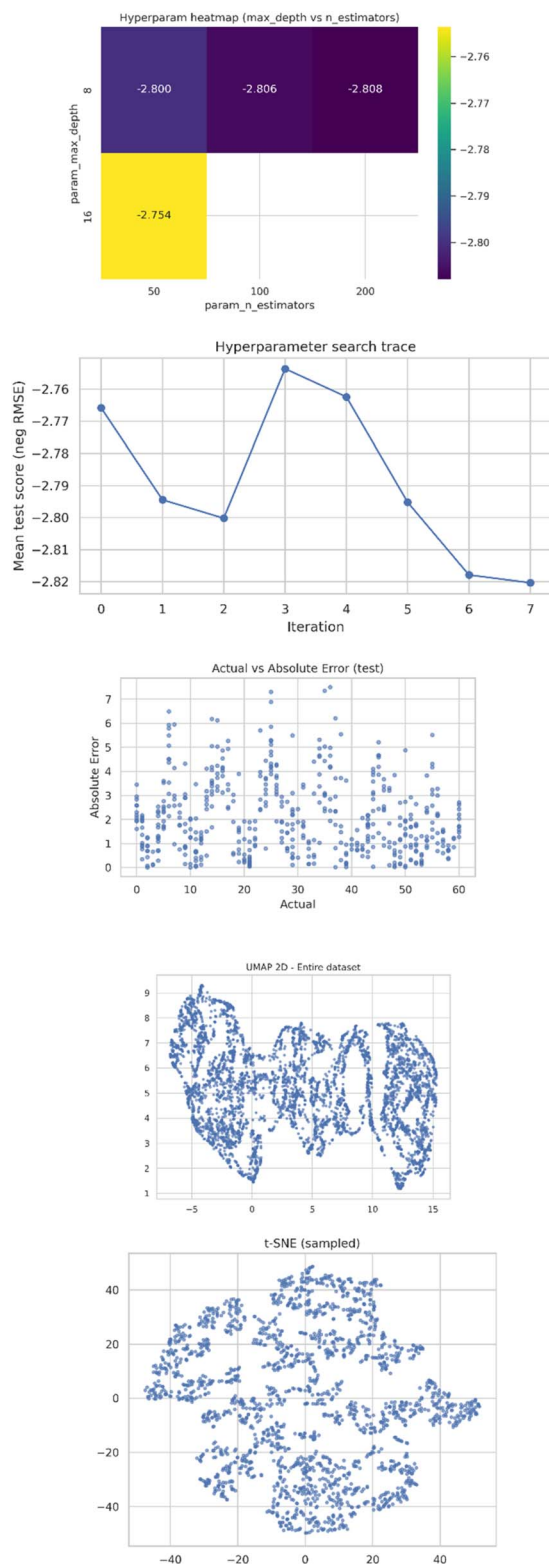 Hyperparam heatmap (max_depth vs n_estimators)
-2.800 -2.806 -2.808
-2.754
8
16
param_max_depth
50 100 200
param_n_estimators
−2.76
−2.77
−2.78
−2.79
−2.80
Hyperparameter search trace
−2.76
−2.77
−2.78
−2.79
−2.80
−2.81
−2.82
Mean test score (neg RMSE)
0 1 2 3 4 5 6 7
Iteration
Actual vs Absolute Error (test)
7
6
5
4
3
2
1
0
Absolute Error
0 10 20 30 40 50 60
Actual
UMAP 2D - Entire dataset
9
8
7
6
5
4
3
2
1
−5 0 5 10 15
t-SNE (sampled)
40
20
0
−20
−40
−40 −20 0 20 40